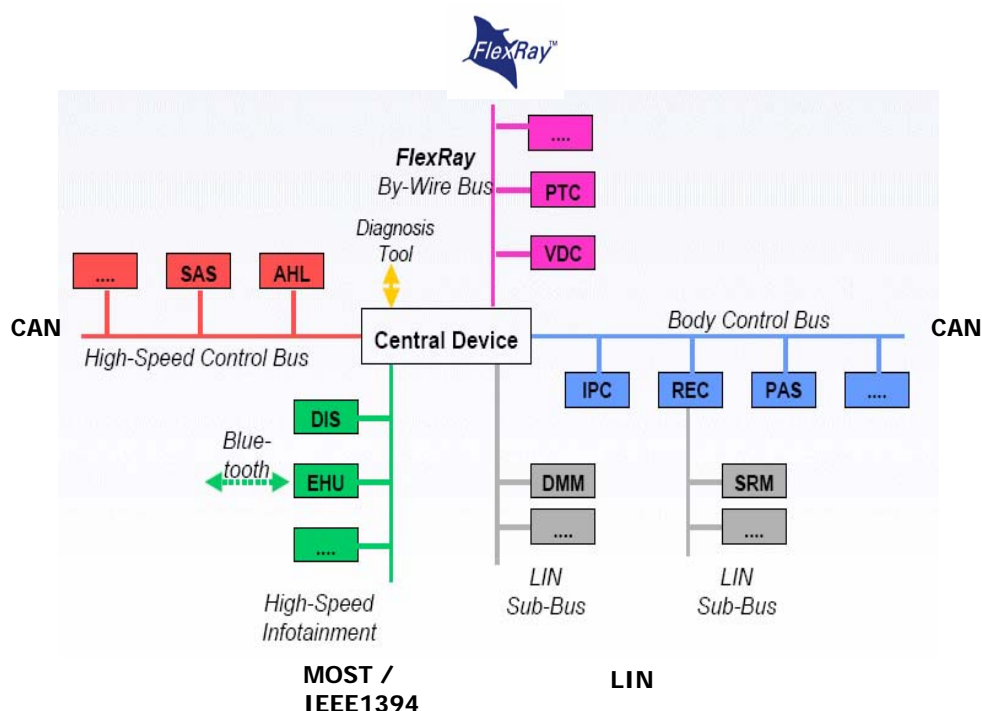 FlexRay™
....
FlexRay
By-Wire Bus
PTC
Diagnosis
Tool
VDC
....
SAS
AHL
CAN
High-Speed Control Bus
Central Device
Body Control Bus
CAN
IPC
REC
PAS
....
DIS
Blue-
tooth
EHU
DMM
SRM
....
....
....
High-Speed
Infotainment
LIN
Sub-Bus
LIN
Sub-Bus
MOST /
IEEE1394
LIN